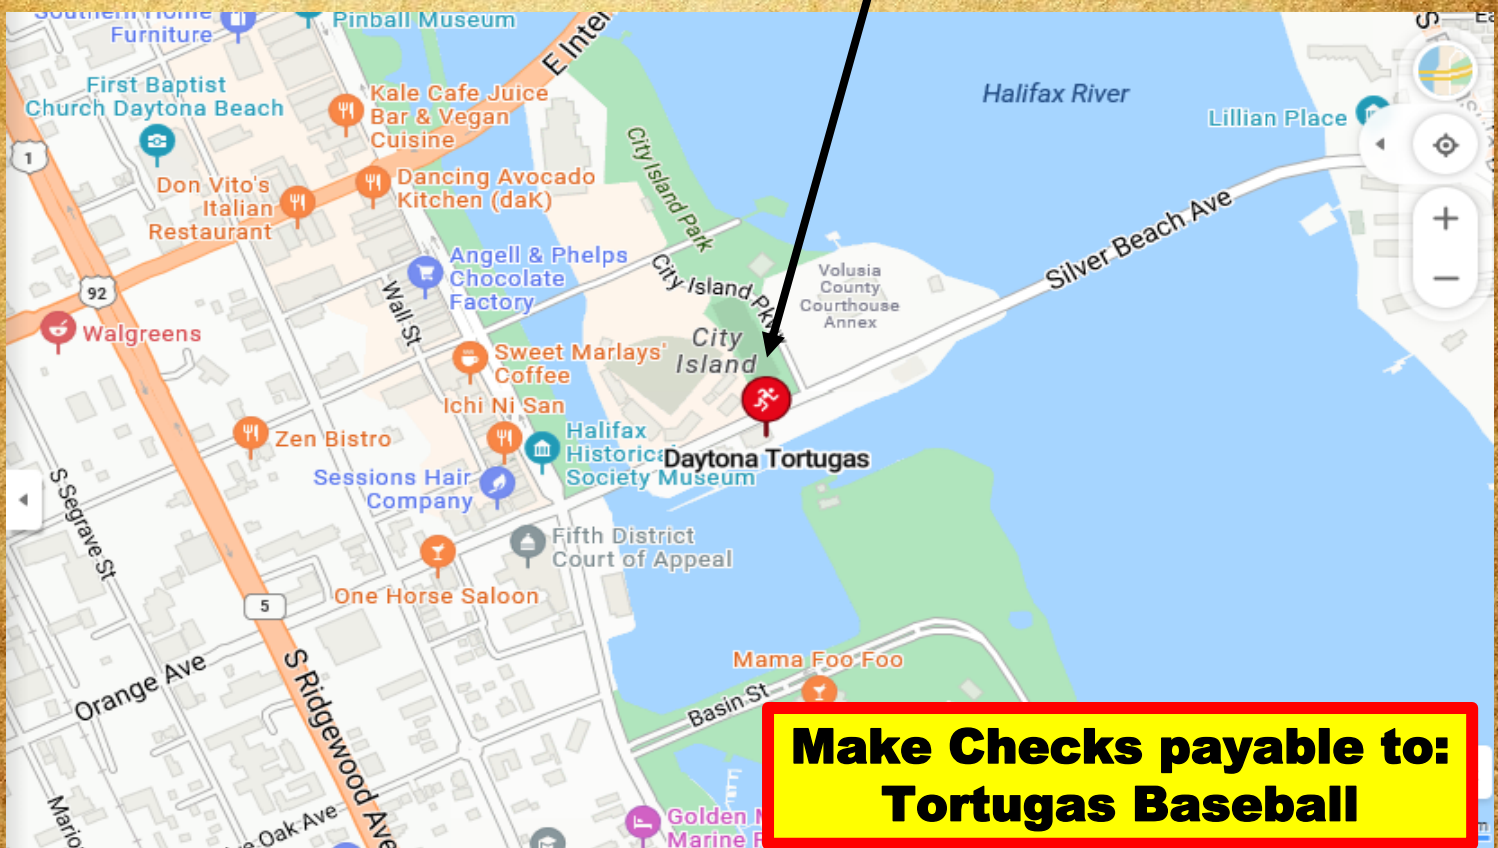 Southern Home
Furniture
Pinball Museum
E Inter
S
Halifax River
Lillian Place
First Baptist
Church Daytona Beach
Kale Cafe Juice
Bar & Vegan
Cuisine
1
City Island Park
Don Vito's
Italian
Restaurant
Dancing Avocado
Kitchen (daK)
Silver Beach Ave
Angell & Phelps
Chocolate
Factory
City Island Pkwy
Volusia
County
Courthouse
Annex
92
Wall St
Walgreens
City
Island
Sweet Marlays'
Coffee
Ichi Ni San
Zen Bistro
Halifax
Historica
Society Museum
Daytona Tortugas
Sessions Hair
Company
S Segrave St
Fifth District
Court of Appeal
One Horse Saloon
5
Orange Ave
S Ridgewood Ave
Mama Foo Foo
Basin St
Make Checks payable to:
Tortugas Baseball
Oak Ave
Golden
Marine